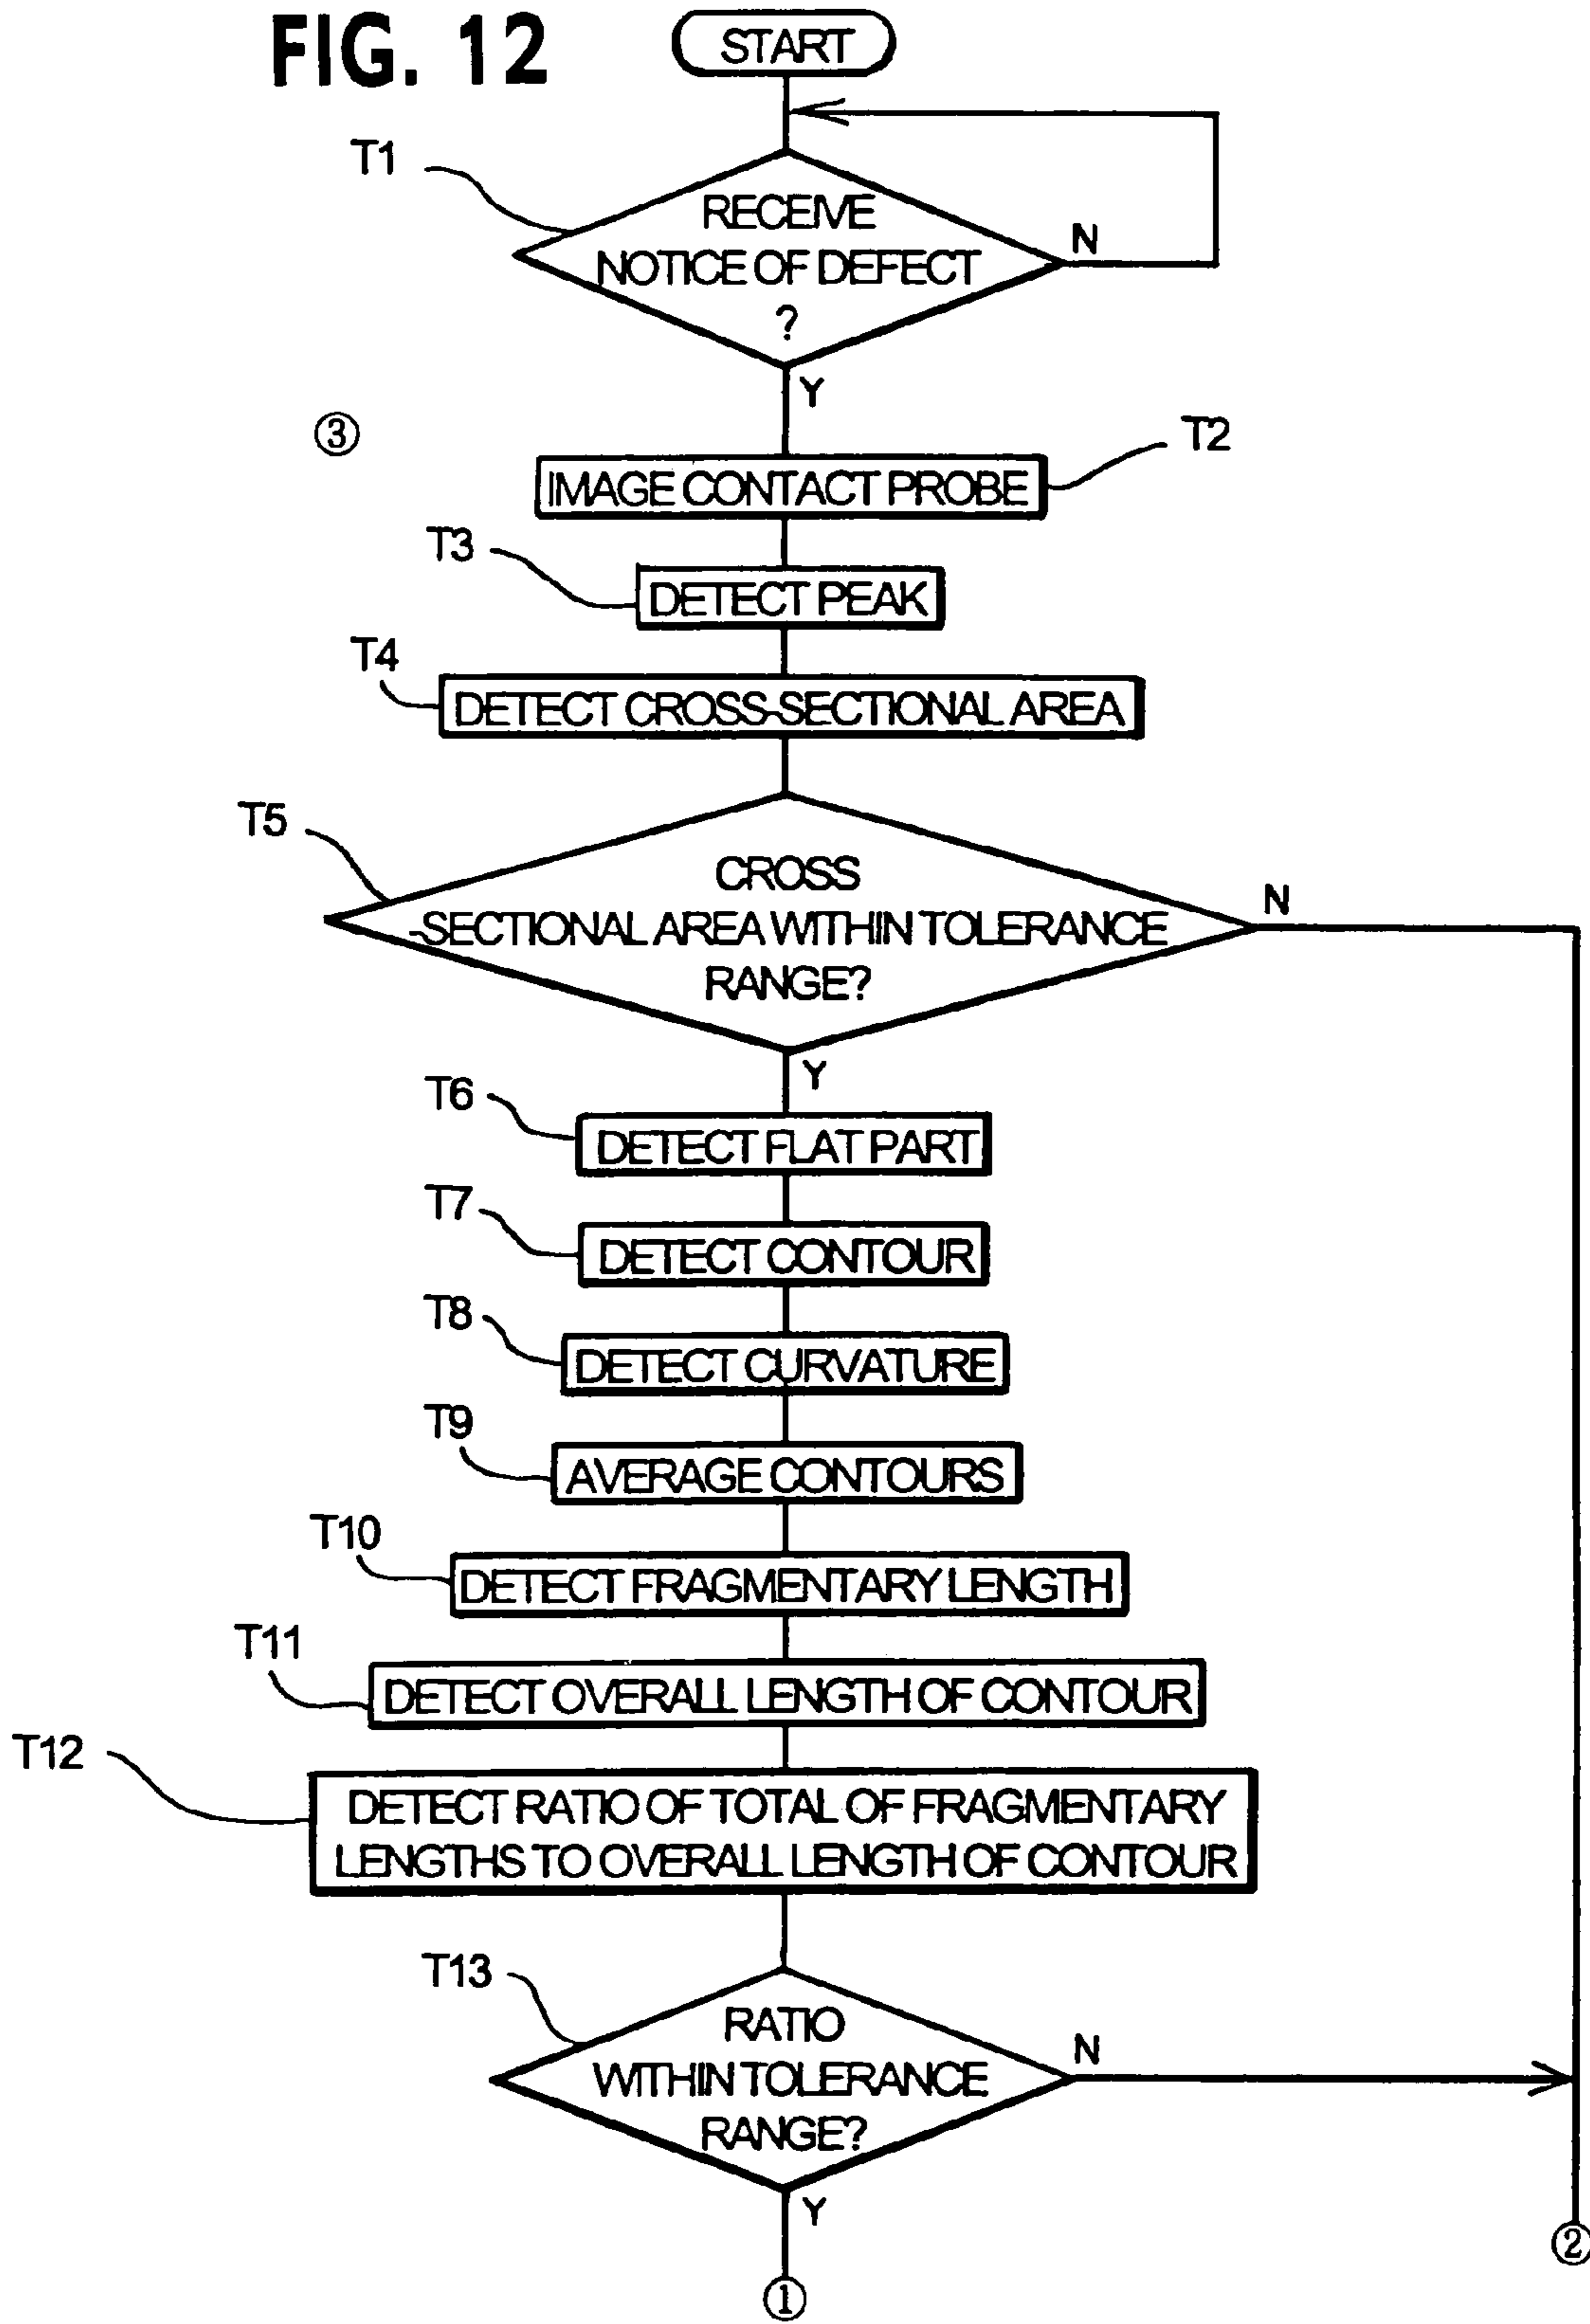 FIG. 12
START
T1
RECEIVE
NOTICE OF DEFECT
?
N
Y
③
T2
IMAGE CONTACT PROBE
T3
DETECT PEAK
T4
DETECT CROSS-SECTIONAL AREA
T5
CROSS
-SECTIONAL AREA WITHIN TOLERANCE
RANGE?
N
Y
T6
DETECT FLAT PART
T7
DETECT CONTOUR
T8
DETECT CURVATURE
T9
AVERAGE CONTOURS
T10
DETECT FRAGMENTARY LENGTH
T11
DETECT OVERALL LENGTH OF CONTOUR
T12
DETECT RATIO OF TOTAL OF FRAGMENTARY
LENGTHS TO OVERALL LENGTH OF CONTOUR
T13
RATIO
WITHIN TOLERANCE
RANGE?
N
Y
②
①